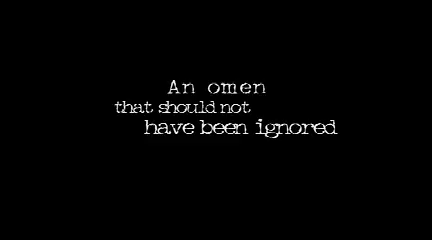 An omen
that should not
have been ignored